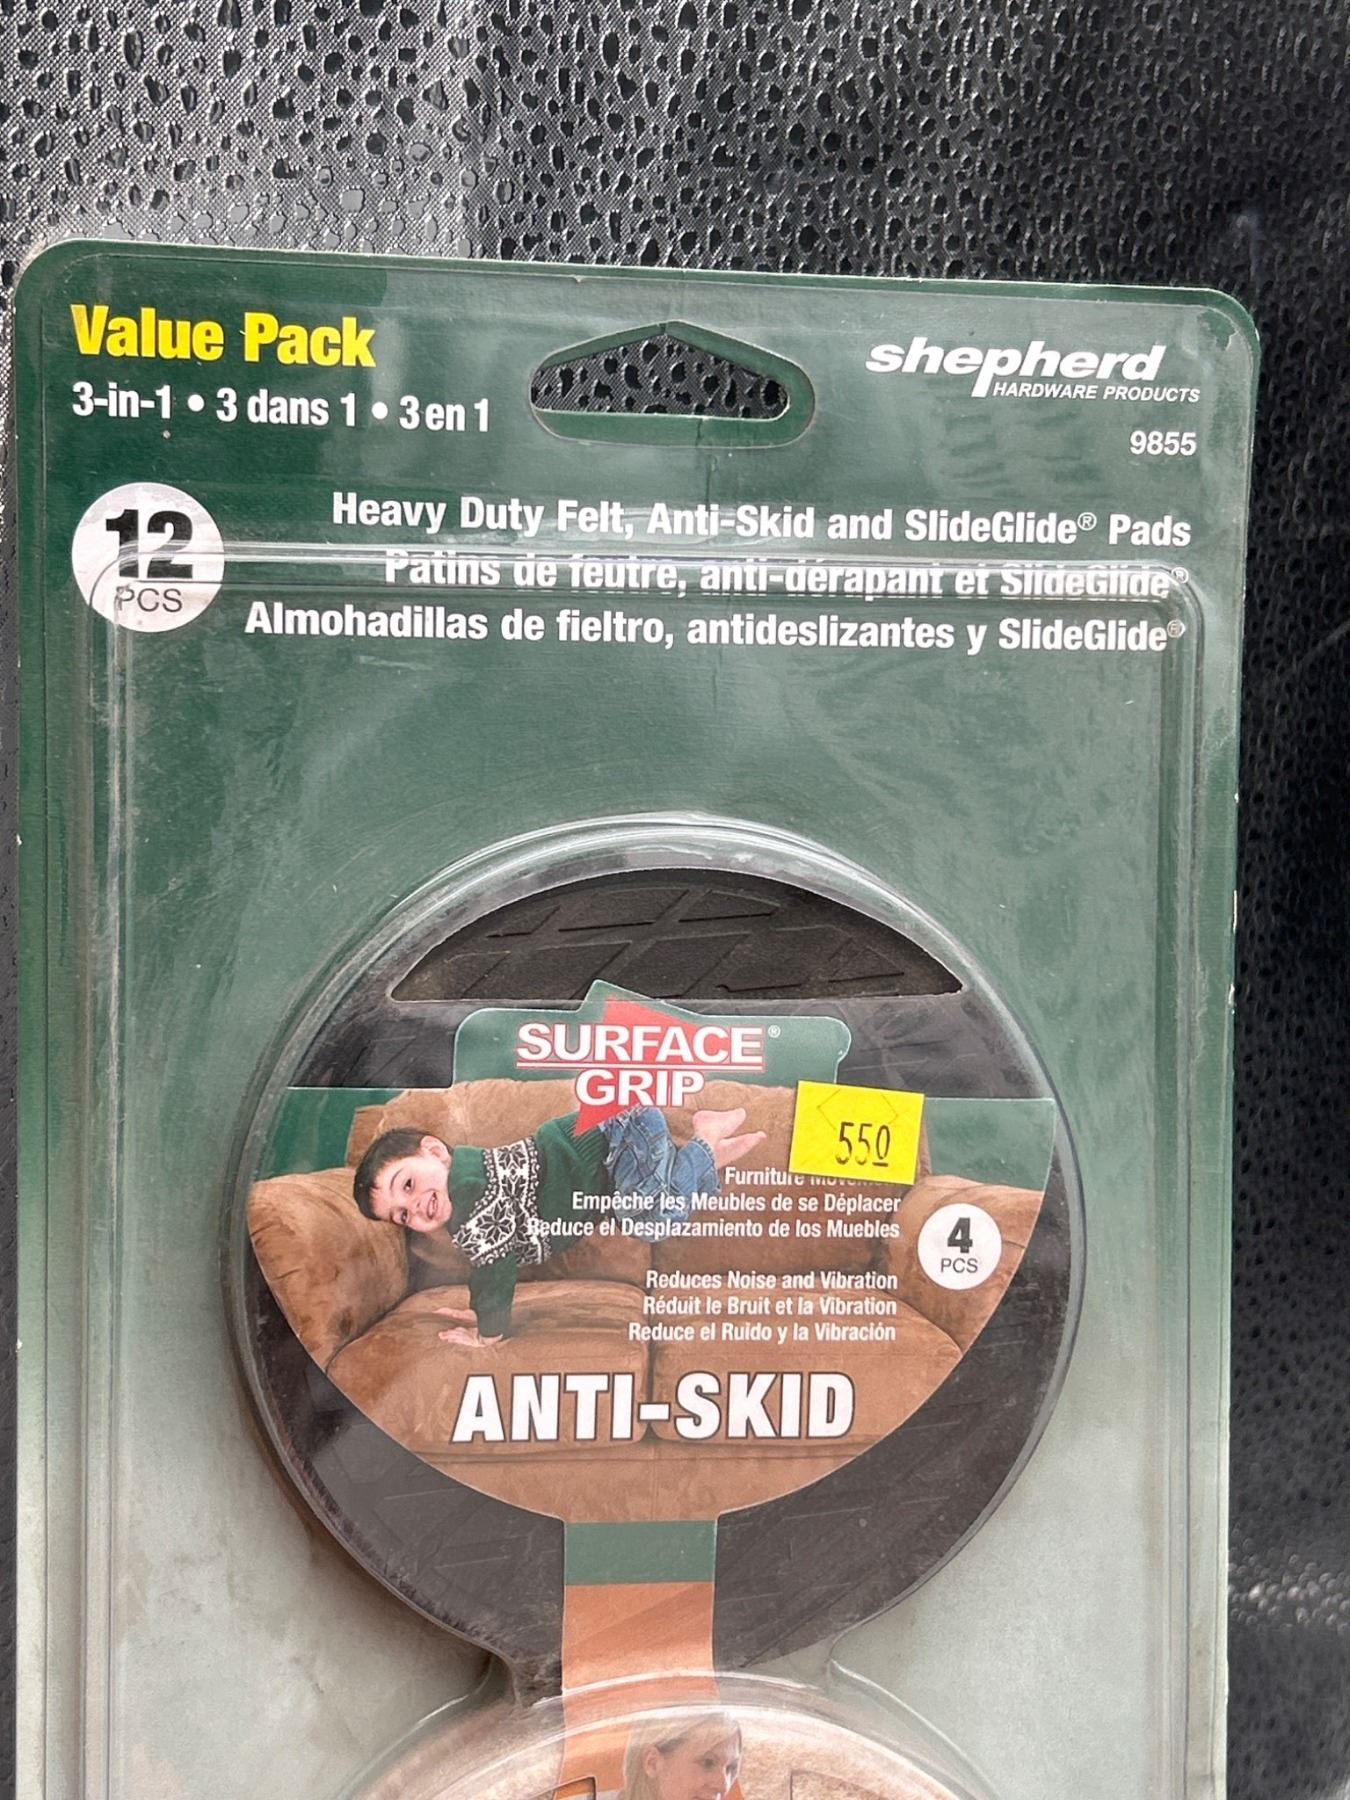 Value Pack
3-in-1 • 3 dans 1 • 3 en 1
shepherd
HARDWARE PRODUCTS
9855
12
PCS
Heavy Duty Felt, Anti-Skid and SlideGlide® Pads
Patins de feutre, anti-dérapant et SlideGlide®
Almohadillas de fieltro, antideslizantes y SlideGlide®
SURFACE®
GRIP
550
Furniture
Empêche les Meubles de se Déplacer
Reduce el Desplazamiento de los Muebles
4
PCS
Reduces Noise and Vibration
Réduit le Bruit et la Vibration
Reduce el Ruido y la Vibración
ANTI-SKID